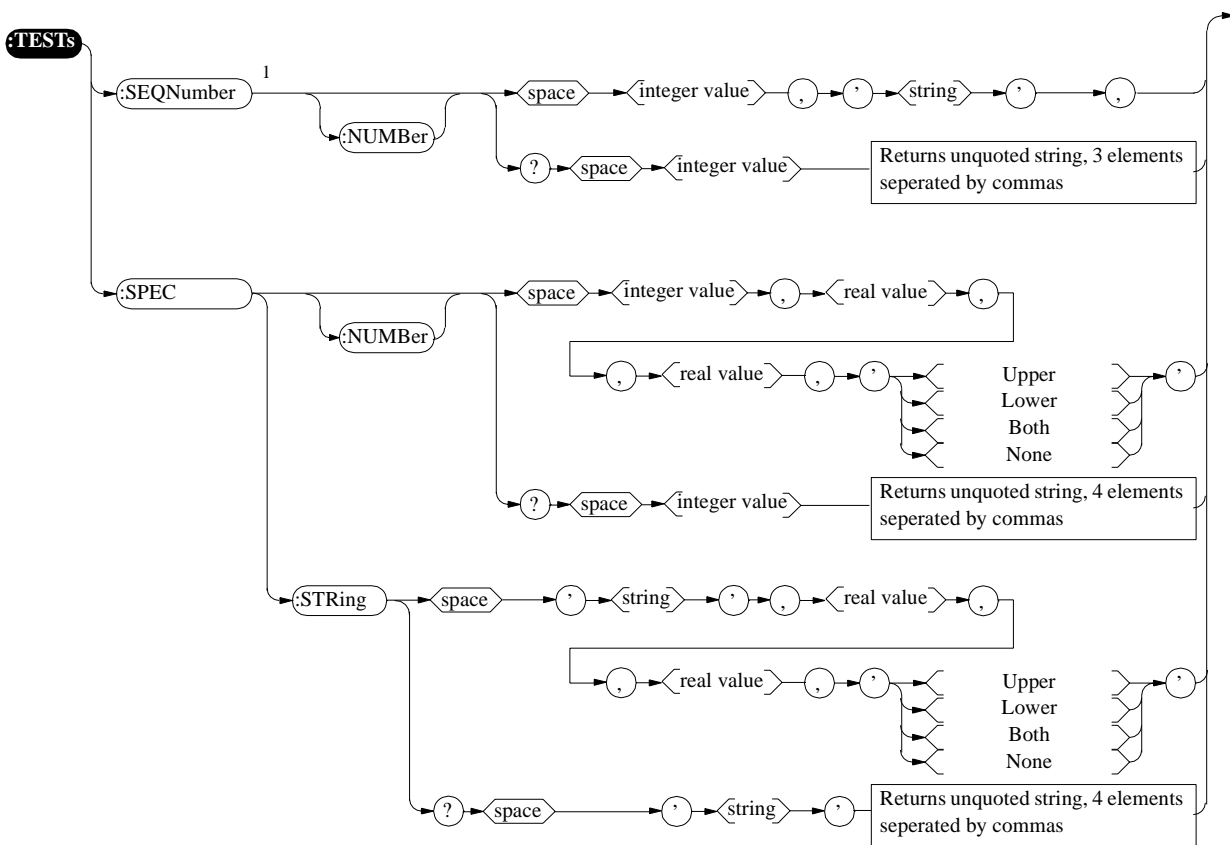 :TESTs
:SEQNumber 1 space integer value , ' string ' ,
:NUMBer
? space integer value Returns unquoted string, 3 elements
seperated by commas
:SPEC space integer value , real value ,
:NUMBer
, real value , ' Upper '
Lower
Both
None
? space integer value Returns unquoted string, 4 elements
seperated by commas
:STRing space ' string ' , real value ,
, real value , ' Upper '
Lower
Both
None
? space ' string ' Returns unquoted string, 4 elements
seperated by commas